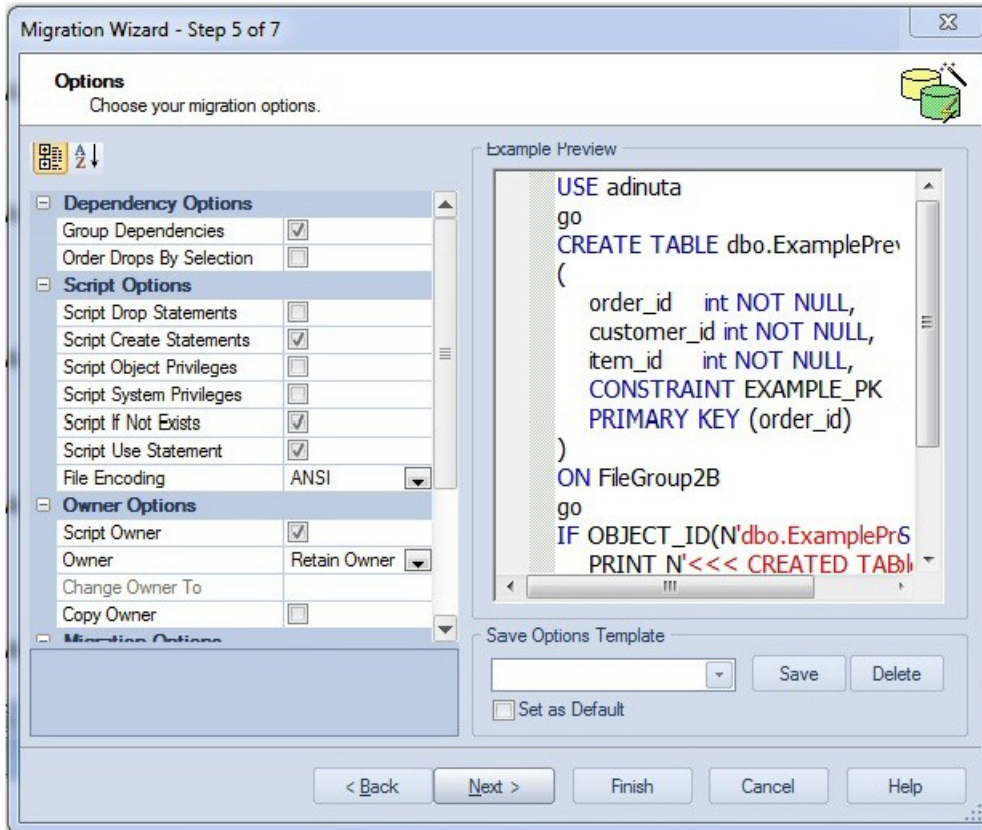 Migration Wizard - Step 5 of 7
Options
Choose your migration options.
Dependency Options
Group Dependencies
Order Drops By Selection
Script Options
Script Drop Statements
Script Create Statements
Script Object Privileges
Script System Privileges
Script If Not Exists
Script Use Statement
File Encoding ANSI
Owner Options
Script Owner
Owner Retain Owner
Change Owner To
Copy Owner
Migration Options
Example Preview
USE adinuta
go
CREATE TABLE dbo.ExamplePrev
(
order_id int NOT NULL,
customer_id int NOT NULL,
item_id int NOT NULL,
CONSTRAINT EXAMPLE_PK
PRIMARY KEY (order_id)
)
ON FileGroup2B
go
IF OBJECT_ID(N'dbo.ExamplePr
PRINT N'<<< CREATED TAB
Save Options Template
Save Delete
Set as Default
< Back Next > Finish Cancel Help